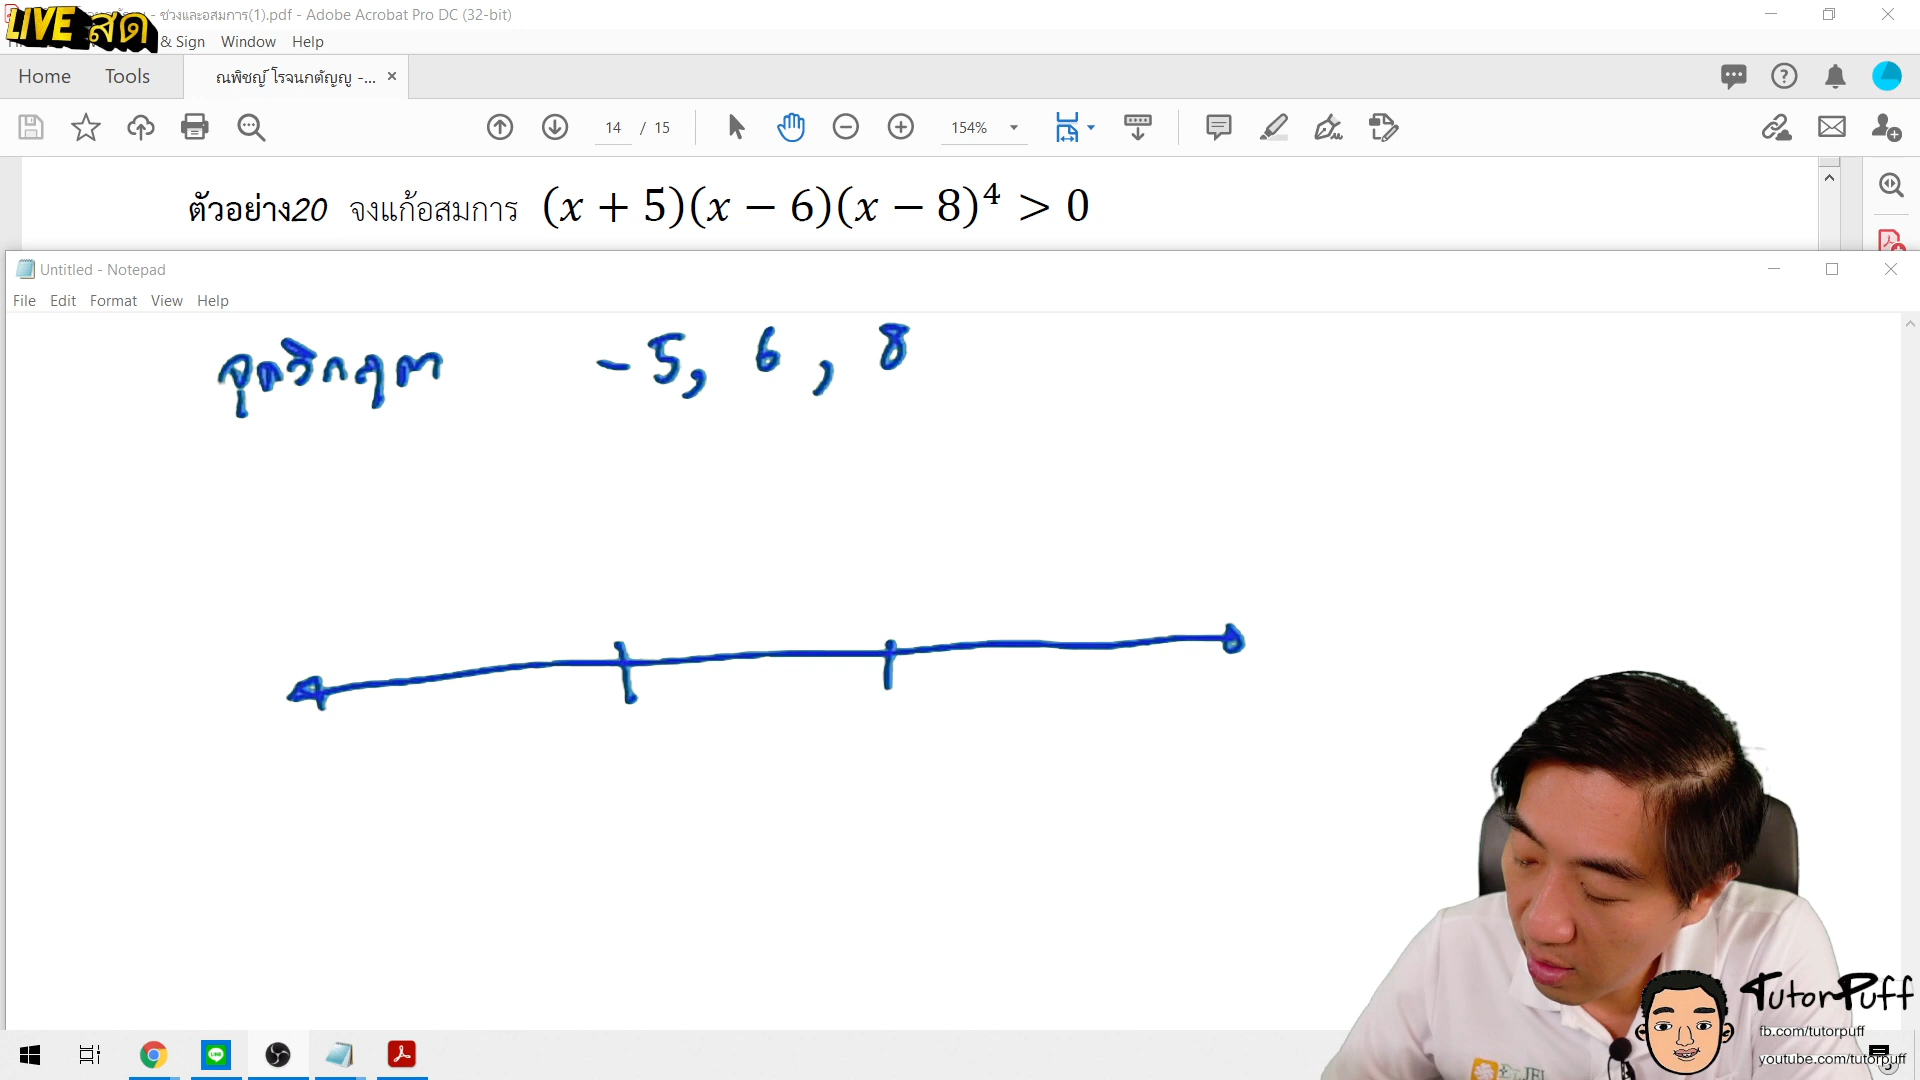 LIVE สด
- ช่วงและอสมการ(1).pdf - Adobe Acrobat Pro DC (32-bit)
& Sign Window Help
Home Tools ณพิชญ์ โรจนกตัญญู -... ×
14 / 15 154%
ตัวอย่าง20 จงแก้อสมการ (x + 5)(x − 6)(x − 8)⁴ > 0
Untitled - Notepad
File Edit Format View Help
จุดวิกฤต -5, 6, 8
TutorPuff
fb.com/tutorpuff
youtube.com/tutorpuff